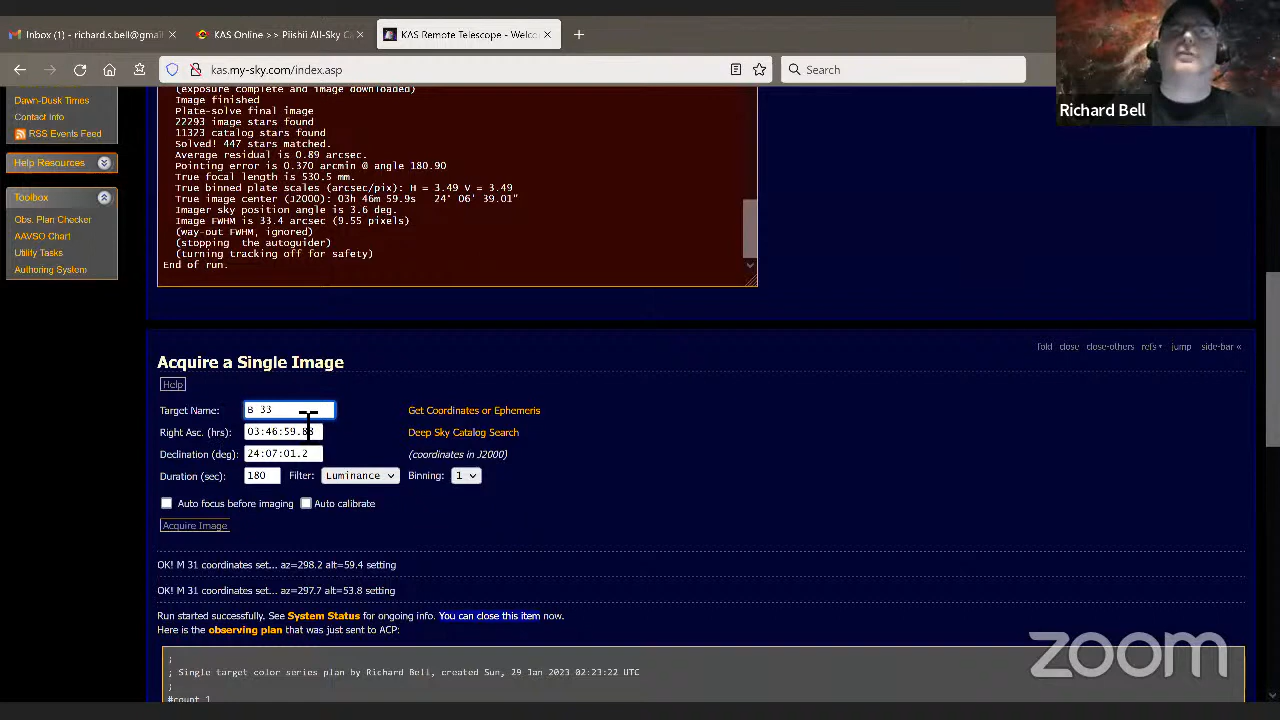 Inbox (1) - richard.s.bell@gmail
KAS Online >> Piishii All-Sky Ca
KAS Remote Telescope - Welco
kas.my-sky.com/index.asp
Search
Richard Bell
Dawn-Dusk Times
Contact Info
RSS Events Feed
Help Resources
Toolbox
Obs. Plan Checker
AAVSO Chart
Utility Tasks
Authoring System
(exposure complete and image downloaded)
Image finished
Plate-solve final image
22293 image stars found
11323 catalog stars found
Solved! 447 stars matched.
Average residual is 0.89 arcsec.
Pointing error is 0.370 arcmin @ angle 180.90
True focal length is 530.5 mm.
True binned plate scales (arcsec/pix): H = 3.49 V = 3.49
True image center (J2000): 03h 46m 59.9s 24° 06' 39.01"
Imager sky position angle is 3.6 deg.
Image FWHM is 33.4 arcsec (9.55 pixels)
(way-out FWHM, ignored)
(stopping the autoguider)
(turning tracking off for safety)
End of run.
fold close close-others refs jump side-bar «
Acquire a Single Image
Help
Target Name: B 33 Get Coordinates or Ephemeris
Right Asc. (hrs): 03:46:59.88 Deep Sky Catalog Search
Declination (deg): 24:07:01.2 (coordinates in J2000)
Duration (sec): 180 Filter: Luminance Binning: 1
Auto focus before imaging Auto calibrate
Acquire Image
OK! M 31 coordinates set... az=298.2 alt=59.4 setting
OK! M 31 coordinates set... az=297.7 alt=53.8 setting
Run started successfully. See System Status for ongoing info. You can close this item now.
Here is the observing plan that was just sent to ACP:
;
; Single target color series plan by Richard Bell, created Sun, 29 Jan 2023 02:23:22 UTC
;
#count 1
zoom